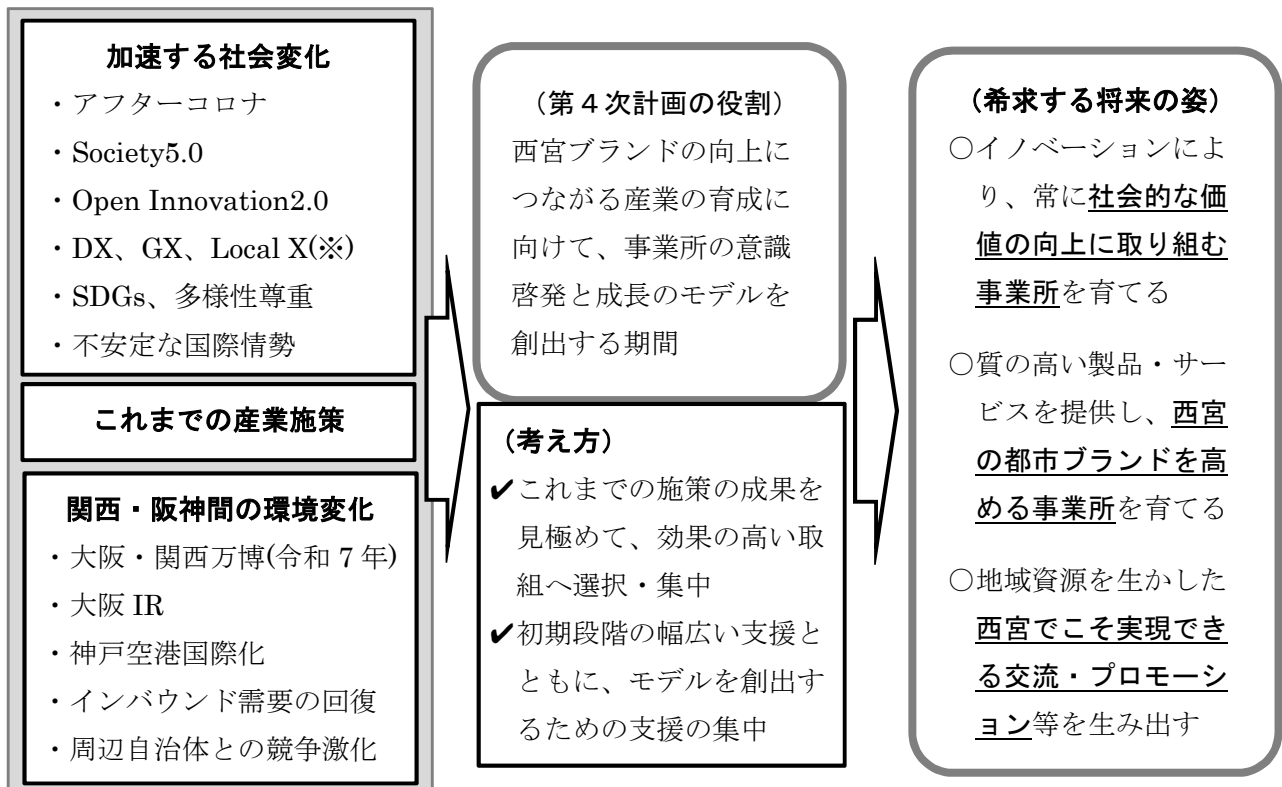 加速する社会変化
・アフターコロナ
・Society5.0
・Open Innovation2.0
・DX、GX、Local X(※)
・SDGs、多様性尊重
・不安定な国際情勢
これまでの産業施策
関西・阪神間の環境変化
・大阪・関西万博(令和 7 年)
・大阪 IR
・神戸空港国際化
・インバウンド需要の回復
・周辺自治体との競争激化
（第４次計画の役割）
西宮ブランドの向上に
つながる産業の育成に
向けて、事業所の意識
啓発と成長のモデルを
創出する期間
（考え方）
✔これまでの施策の成果を
見極めて、効果の高い取
組へ選択・集中
✔初期段階の幅広い支援と
ともに、モデルを創出す
るための支援の集中
（希求する将来の姿）
○イノベーションによ
り、常に社会的な価
値の向上に取り組む
事業所を育てる
○質の高い製品・サー
ビスを提供し、西宮
の都市ブランドを高
める事業所を育てる
○地域資源を生かした
西宮でこそ実現でき
る交流・プロモーシ
ョン等を生み出す